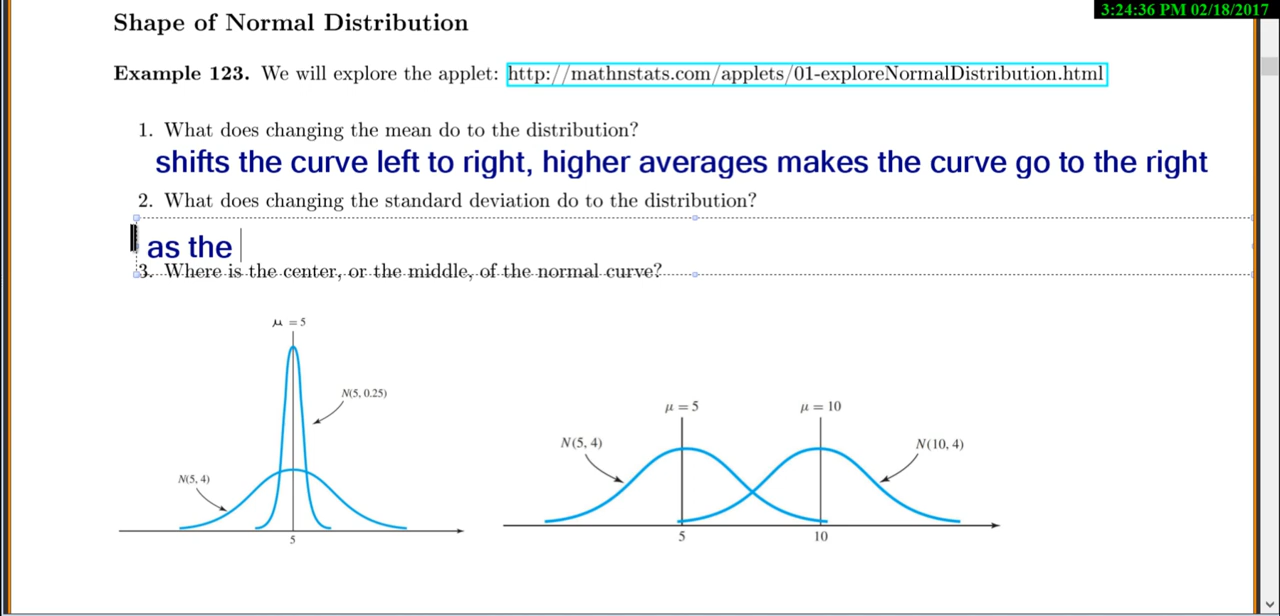 3:24:36 PM 02/18/2017
Shape of Normal Distribution
Example 123. We will explore the applet: http://mathnstats.com/applets/01-exploreNormalDistribution.html
1. What does changing the mean do to the distribution?
shifts the curve left to right, higher averages makes the curve go to the right
2. What does changing the standard deviation do to the distribution?
as the
3. Where is the center, or the middle, of the normal curve?
μ = 5
N(5, 0.25)
N(5, 4)
5
μ = 5
μ = 10
N(5, 4)
N(10, 4)
5
10